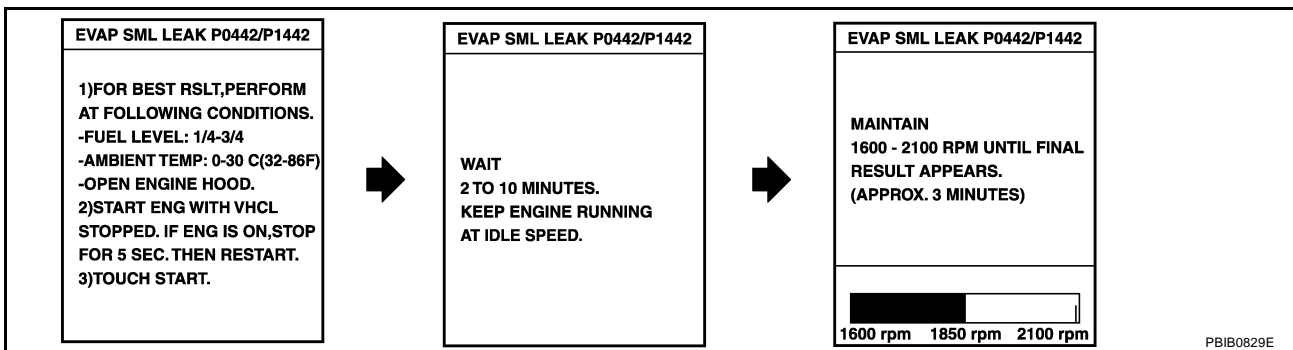 EVAP SML LEAK P0442/P1442
1)FOR BEST RSLT,PERFORM
AT FOLLOWING CONDITIONS.
-FUEL LEVEL: 1/4-3/4
-AMBIENT TEMP: 0-30 C(32-86F)
-OPEN ENGINE HOOD.
2)START ENG WITH VHCL
STOPPED. IF ENG IS ON,STOP
FOR 5 SEC. THEN RESTART.
3)TOUCH START.
EVAP SML LEAK P0442/P1442
WAIT
2 TO 10 MINUTES.
KEEP ENGINE RUNNING
AT IDLE SPEED.
EVAP SML LEAK P0442/P1442
MAINTAIN
1600 - 2100 RPM UNTIL FINAL
RESULT APPEARS.
(APPROX. 3 MINUTES)
1600 rpm 1850 rpm 2100 rpm
PBIB0829E